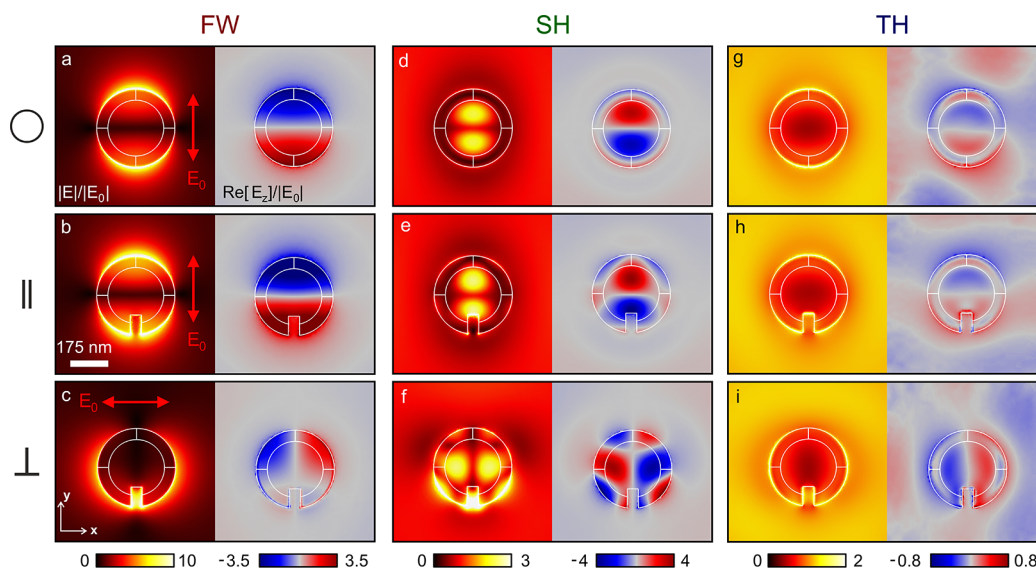 FW SH TH
a d g
E₀
|E|/|E₀| Re[E_z]/|E₀|
b e h
||
E₀
175 nm
c E₀ f i
⊥
y
x
0 10 -3.5 3.5 0 3 -4 4 0 2 -0.8 0.8